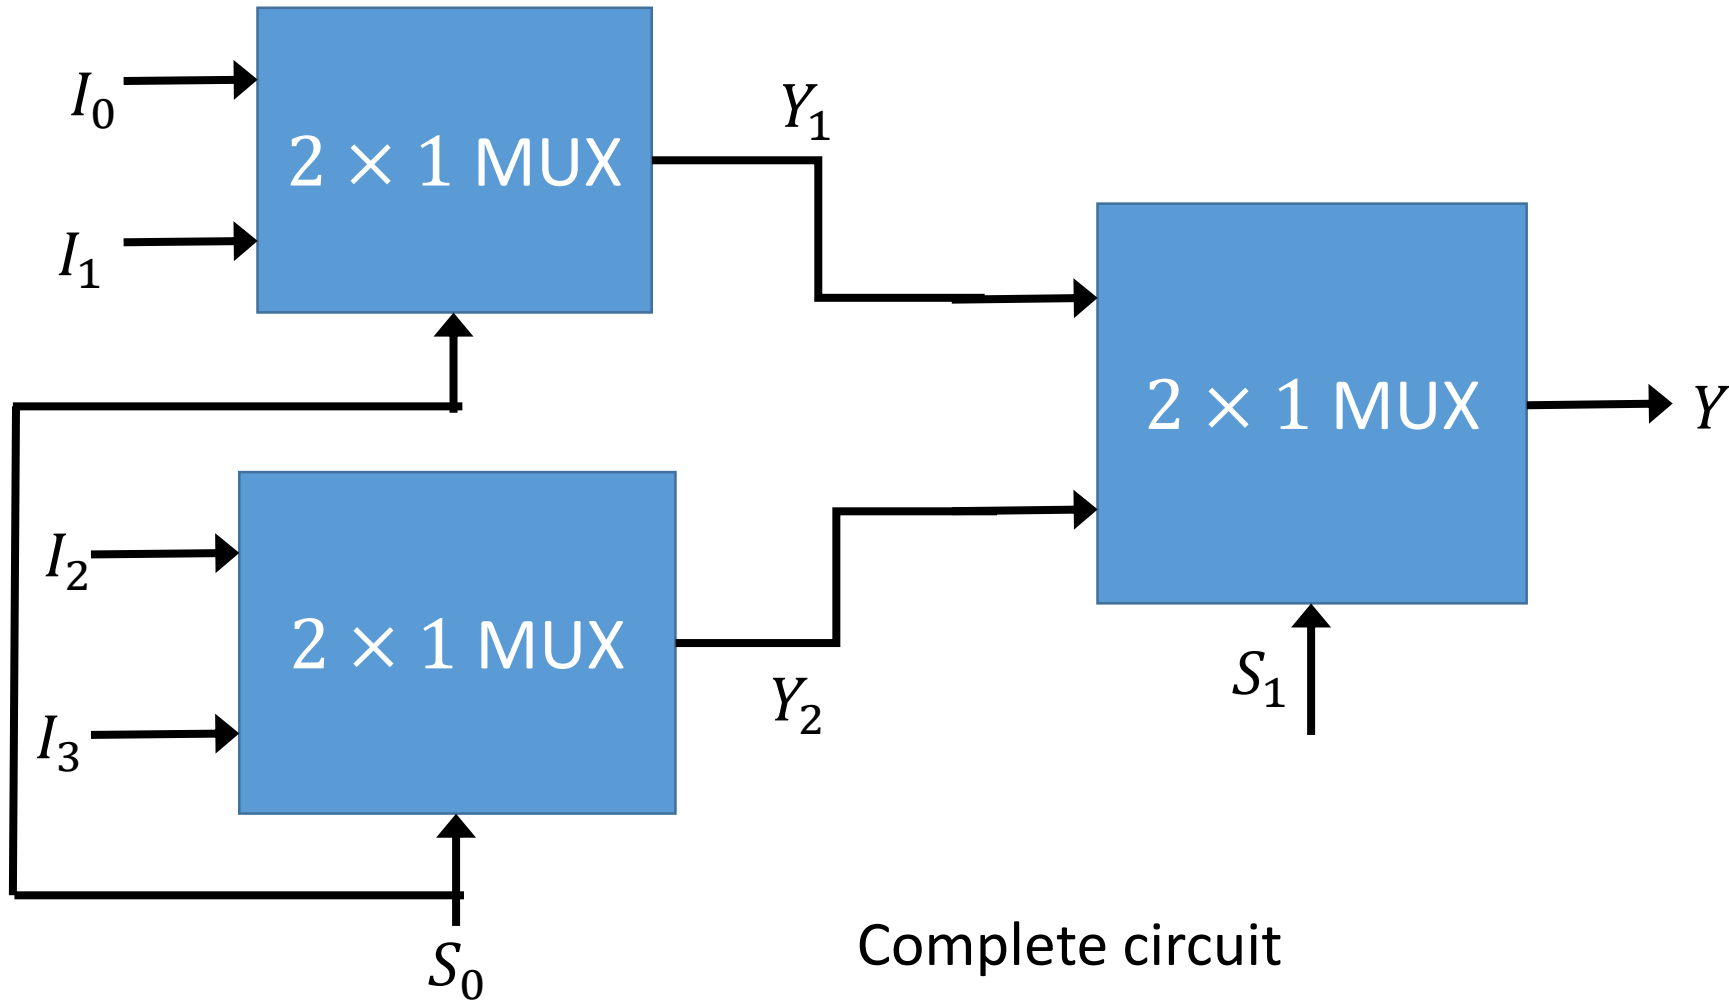 I₀
2 × 1 MUX
Y₁
I₁
2 × 1 MUX
Y
I₂
2 × 1 MUX
S₁
Y₂
I₃
Complete circuit
S₀